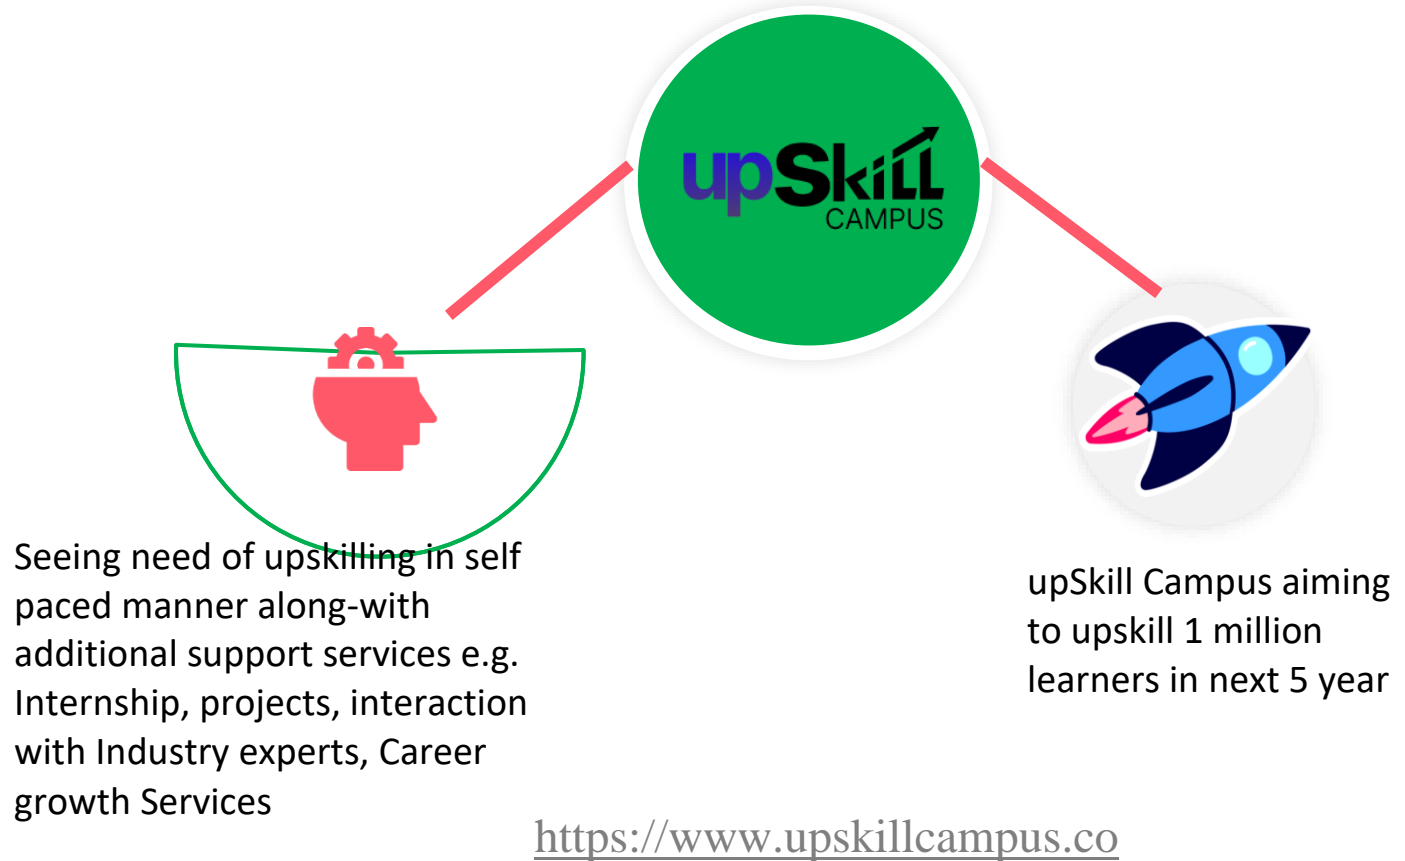 upSkill
CAMPUS
Seeing need of upskilling in self
paced manner along-with
additional support services e.g.
Internship, projects, interaction
with Industry experts, Career
growth Services
upSkill Campus aiming
to upskill 1 million
learners in next 5 year
https://www.upskillcampus.co